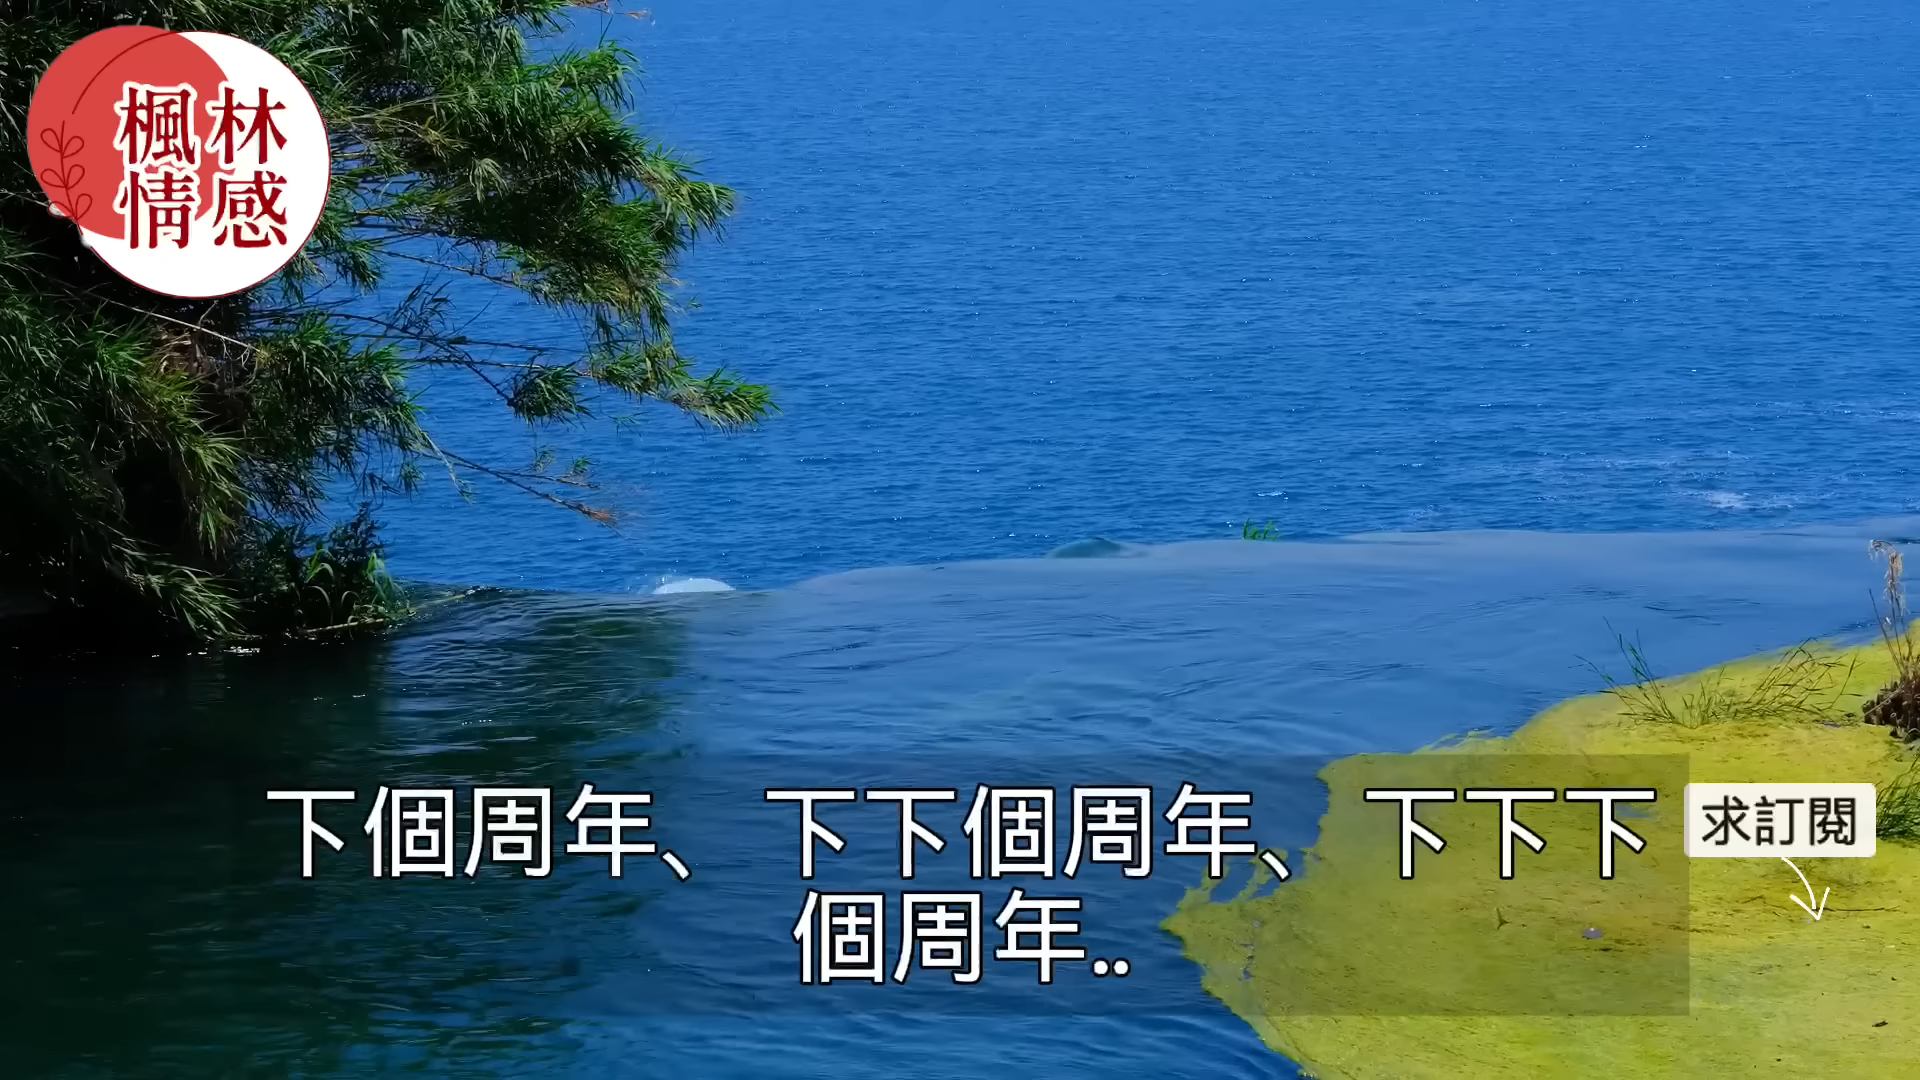 楓林
情感
下個周年、 下下個周年、 下下下
個周年..
求訂閱